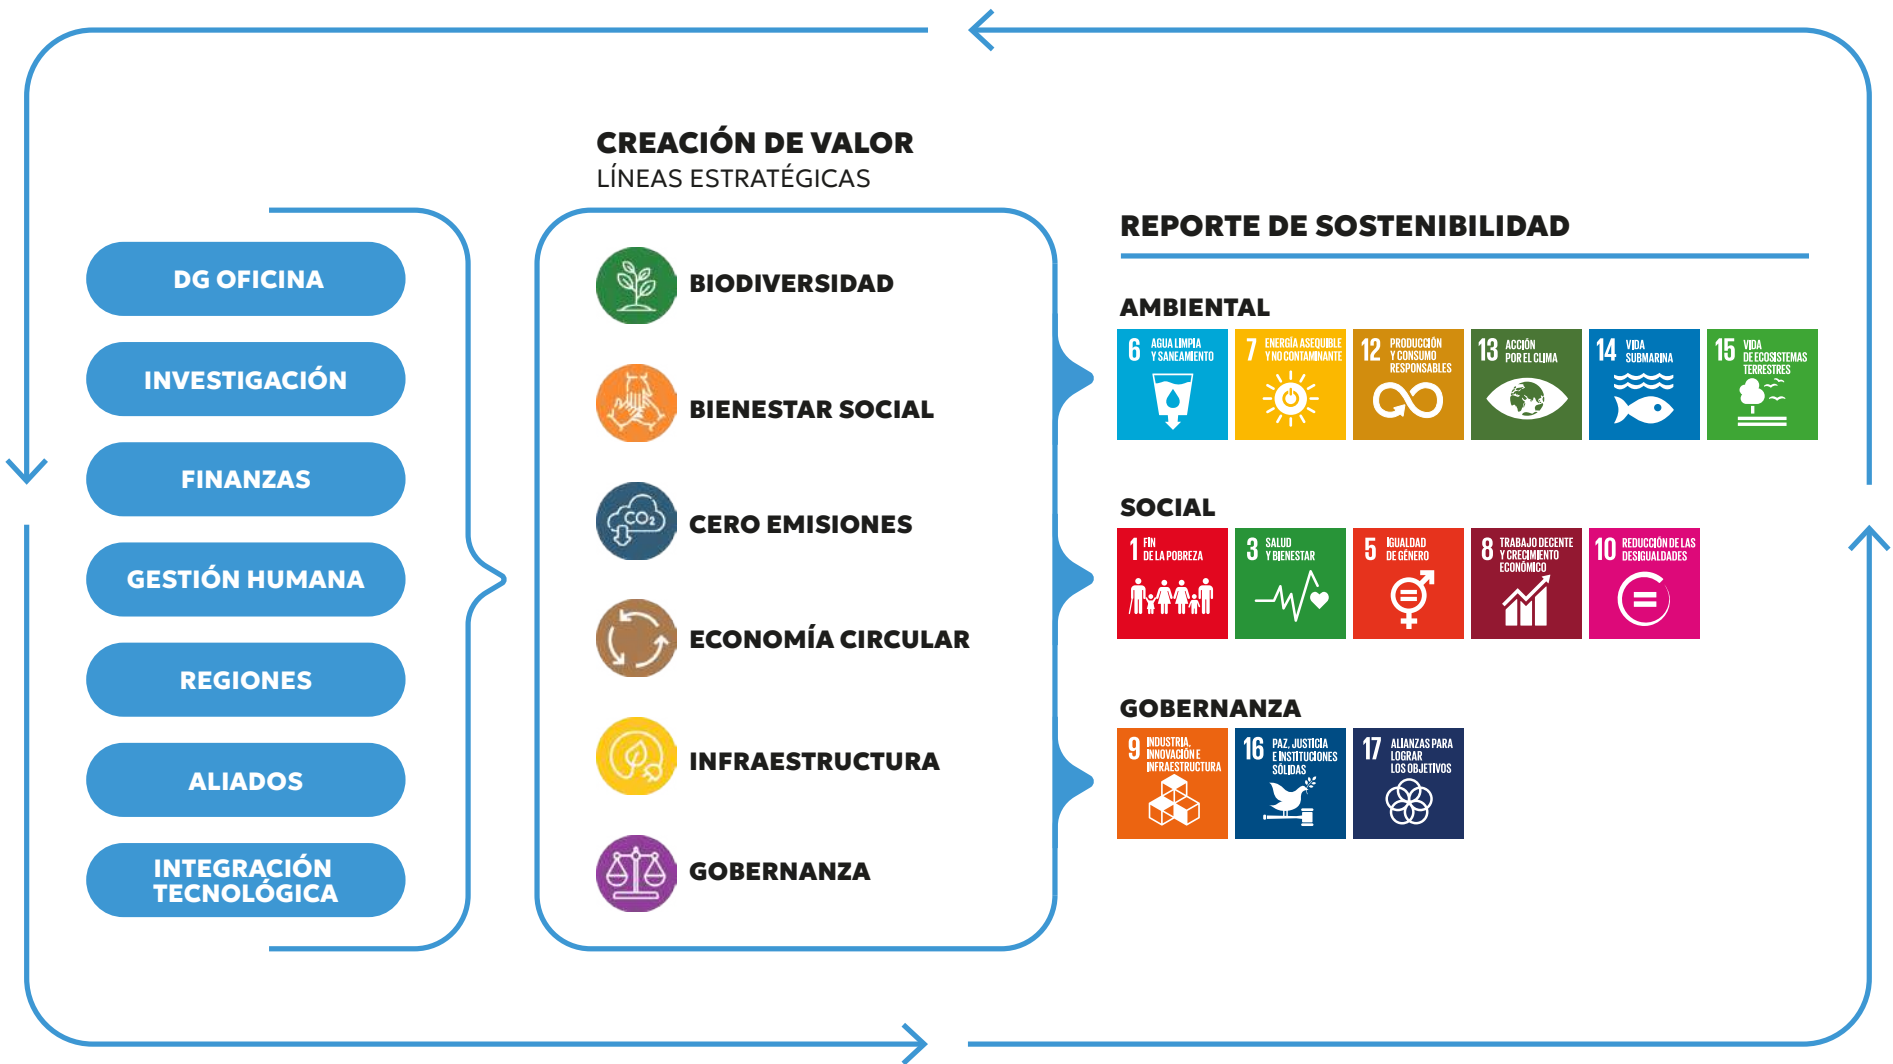 CREACIÓN DE VALOR
LÍNEAS ESTRATÉGICAS
DG OFICINA
INVESTIGACIÓN
FINANZAS
GESTIÓN HUMANA
REGIONES
ALIADOS
INTEGRACIÓN
TECNOLÓGICA
BIODIVERSIDAD
BIENESTAR SOCIAL
CO₂
CERO EMISIONES
ECONOMÍA CIRCULAR
INFRAESTRUCTURA
GOBERNANZA
REPORTE DE SOSTENIBILIDAD
AMBIENTAL
6 AGUA LIMPIA
Y SANEAMIENTO
7 ENERGÍA ASEQUIBLE
Y NO CONTAMINANTE
12 PRODUCCIÓN
Y CONSUMO
RESPONSABLES
13 ACCIÓN
POR EL CLIMA
14 VIDA
SUBMARINA
15 VIDA
DE ECOSISTEMAS
TERRESTRES
SOCIAL
1 FIN
DE LA POBREZA
3 SALUD
Y BIENESTAR
5 IGUALDAD
DE GÉNERO
8 TRABAJO DECENTE
Y CRECIMIENTO
ECONÓMICO
10 REDUCCIÓN DE LAS
DESIGUALDADES
GOBERNANZA
9 INDUSTRIA,
INNOVACIÓN E
INFRAESTRUCTURA
16 PAZ, JUSTICIA
E INSTITUCIONES
SÓLIDAS
17 ALIANZAS PARA
LOGRAR
LOS OBJETIVOS